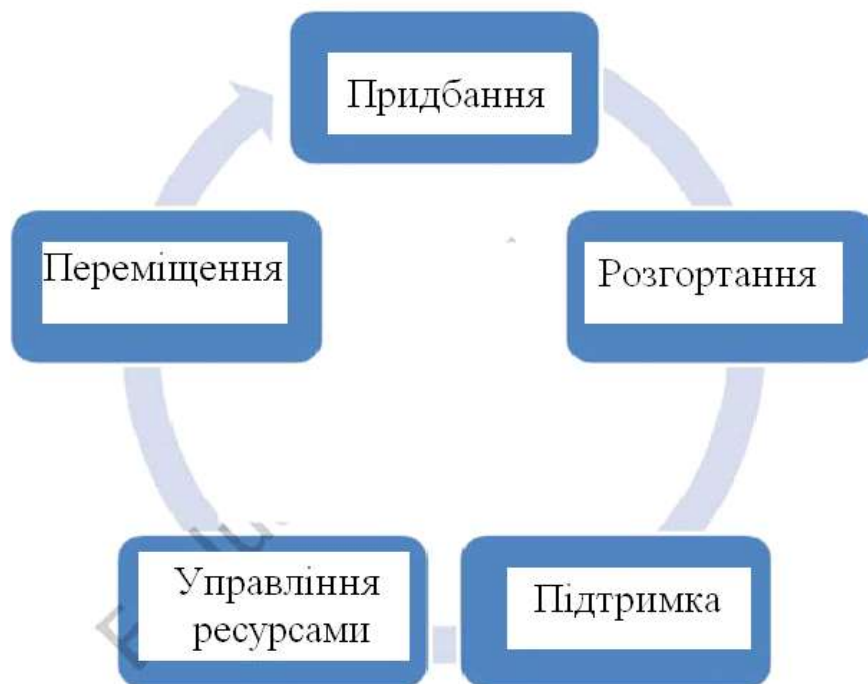 Придбання
Розгортання
Підтримка
Управління
ресурсами
Переміщення